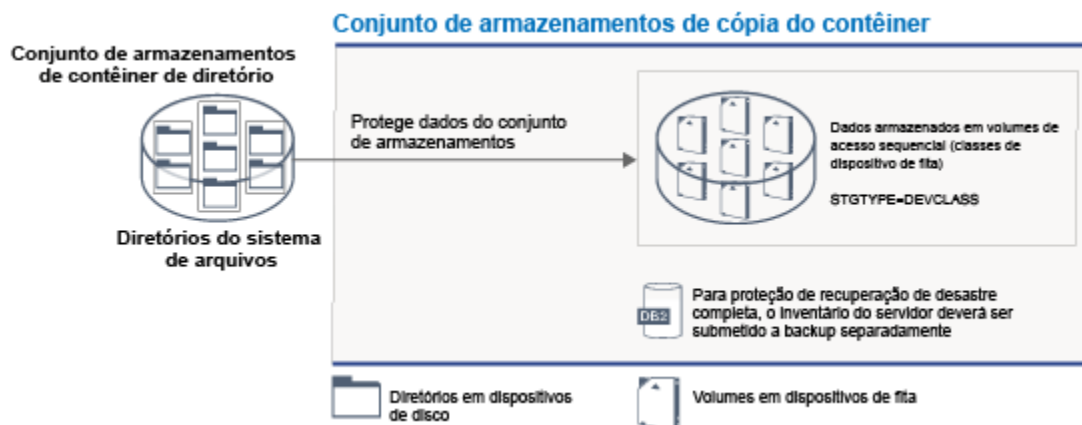 Conjunto de armazenamentos de cópia do contêiner
Conjunto de armazenamentos
de contêiner de diretório
Protege dados do conjunto
de armazenamentos
Dados armazenados em volumes de
acesso sequencial (classes de
dispositivo de fita)
STGTYPE=DEVCLASS
Diretórios do sistema
de arquivos
DB2
Para proteção de recuperação de desastre
completa, o inventário do servidor deverá ser
submetido a backup separadamente
Diretórios em dispositivos
de disco
Volumes em dispositivos de fita